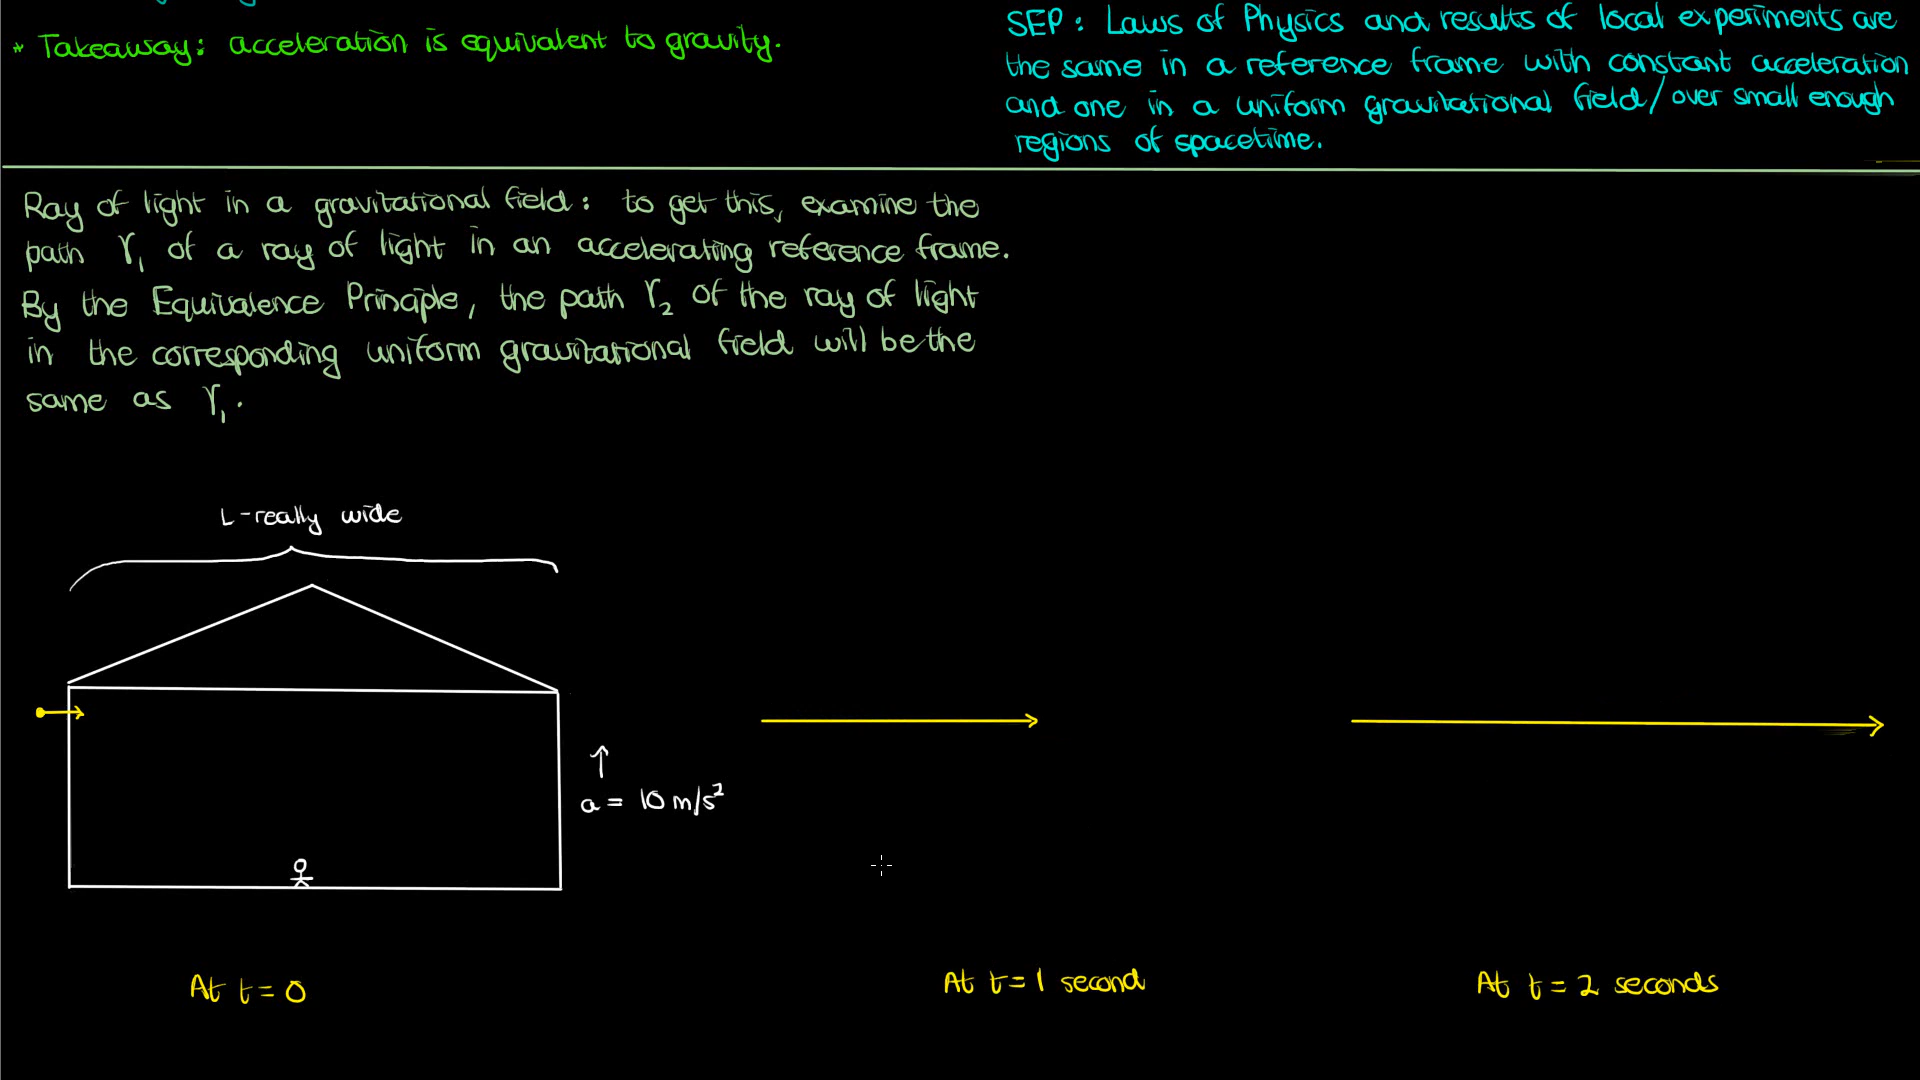 * Takeaway: acceleration is equivalent to gravity.
SEP: Laws of Physics and results of local experiments are
the same in a reference frame with constant acceleration
and one in a uniform gravitational field/over small enough
regions of spacetime.
Ray of light in a gravitational field: to get this, examine the
path γ₁ of a ray of light in an accelerating reference frame.
By the Equivalence Principle, the path γ₂ of the ray of light
in the corresponding uniform gravitational field will be the
same as γ₁.
L-really wide
↑
a = 10 m/s²
At t=0
At t=1 second
At t=2 seconds